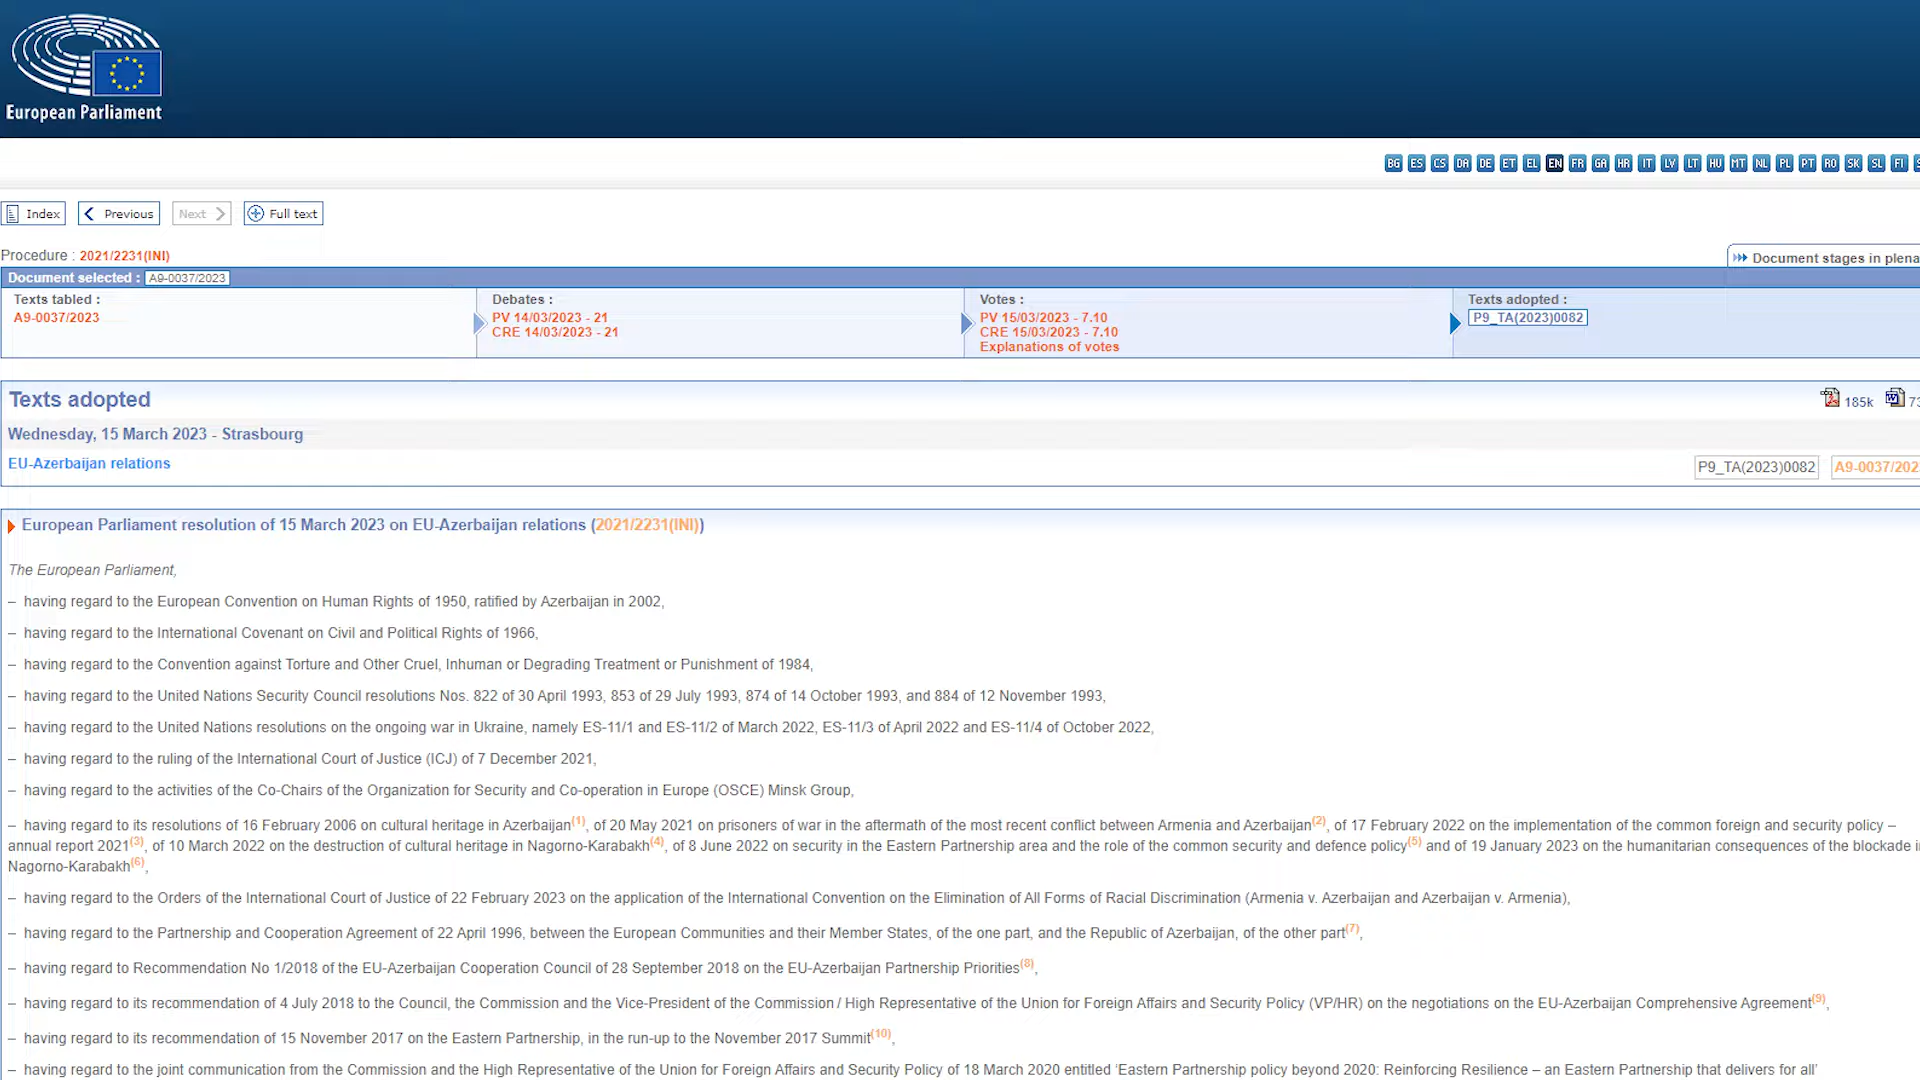 European Parliament
BG ES CS DA DE ET EL EN FR GA HR IT LV LT HU MT NL PL PT RO SK SL FI
Index Previous Next Full text
Procedure : 2021/2231(INI)
Document stages in plena
Document selected : A9-0037/2023
Texts tabled :
A9-0037/2023
Debates :
PV 14/03/2023 - 21
CRE 14/03/2023 - 21
Votes :
PV 15/03/2023 - 7.10
CRE 15/03/2023 - 7.10
Explanations of votes
Texts adopted :
P9_TA(2023)0082
Texts adopted
185k 73
Wednesday, 15 March 2023 - Strasbourg
EU-Azerbaijan relations
P9_TA(2023)0082 A9-0037/202
European Parliament resolution of 15 March 2023 on EU-Azerbaijan relations (2021/2231(INI))
The European Parliament,
– having regard to the European Convention on Human Rights of 1950, ratified by Azerbaijan in 2002,
– having regard to the International Covenant on Civil and Political Rights of 1966,
– having regard to the Convention against Torture and Other Cruel, Inhuman or Degrading Treatment or Punishment of 1984,
– having regard to the United Nations Security Council resolutions Nos. 822 of 30 April 1993, 853 of 29 July 1993, 874 of 14 October 1993, and 884 of 12 November 1993,
– having regard to the United Nations resolutions on the ongoing war in Ukraine, namely ES-11/1 and ES-11/2 of March 2022, ES-11/3 of April 2022 and ES-11/4 of October 2022,
– having regard to the ruling of the International Court of Justice (ICJ) of 7 December 2021,
– having regard to the activities of the Co-Chairs of the Organization for Security and Co-operation in Europe (OSCE) Minsk Group,
– having regard to its resolutions of 16 February 2006 on cultural heritage in Azerbaijan(1), of 20 May 2021 on prisoners of war in the aftermath of the most recent conflict between Armenia and Azerbaijan(2), of 17 February 2022 on the implementation of the common foreign and security policy –
annual report 2021(3), of 10 March 2022 on the destruction of cultural heritage in Nagorno-Karabakh(4), of 8 June 2022 on security in the Eastern Partnership area and the role of the common security and defence policy(5) and of 19 January 2023 on the humanitarian consequences of the blockade i
Nagorno-Karabakh(6),
– having regard to the Orders of the International Court of Justice of 22 February 2023 on the application of the International Convention on the Elimination of All Forms of Racial Discrimination (Armenia v. Azerbaijan and Azerbaijan v. Armenia),
– having regard to the Partnership and Cooperation Agreement of 22 April 1996, between the European Communities and their Member States, of the one part, and the Republic of Azerbaijan, of the other part(7),
– having regard to Recommendation No 1/2018 of the EU-Azerbaijan Cooperation Council of 28 September 2018 on the EU-Azerbaijan Partnership Priorities(8),
– having regard to its recommendation of 4 July 2018 to the Council, the Commission and the Vice-President of the Commission / High Representative of the Union for Foreign Affairs and Security Policy (VP/HR) on the negotiations on the EU-Azerbaijan Comprehensive Agreement(9),
– having regard to its recommendation of 15 November 2017 on the Eastern Partnership, in the run-up to the November 2017 Summit(10),
– having regard to the joint communication from the Commission and the High Representative of the Union for Foreign Affairs and Security Policy of 18 March 2020 entitled ‘Eastern Partnership policy beyond 2020: Reinforcing Resilience – an Eastern Partnership that delivers for all’